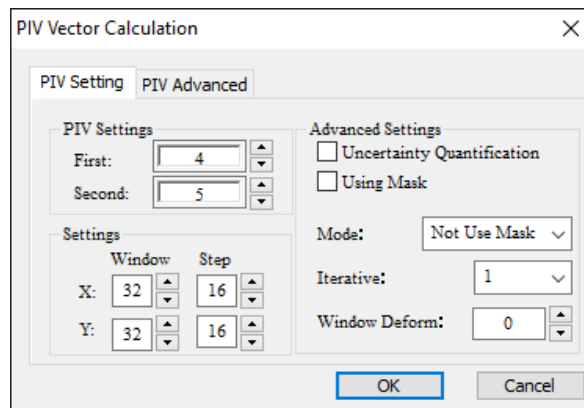 PIV Vector Calculation
PIV Setting
PIV Advanced
PIV Settings
First: 4
Second: 5
Settings
Window Step
X: 32 16
Y: 32 16
Advanced Settings
Uncertainty Quantification
Using Mask
Mode: Not Use Mask
Iterative: 1
Window Deform: 0
OK
Cancel